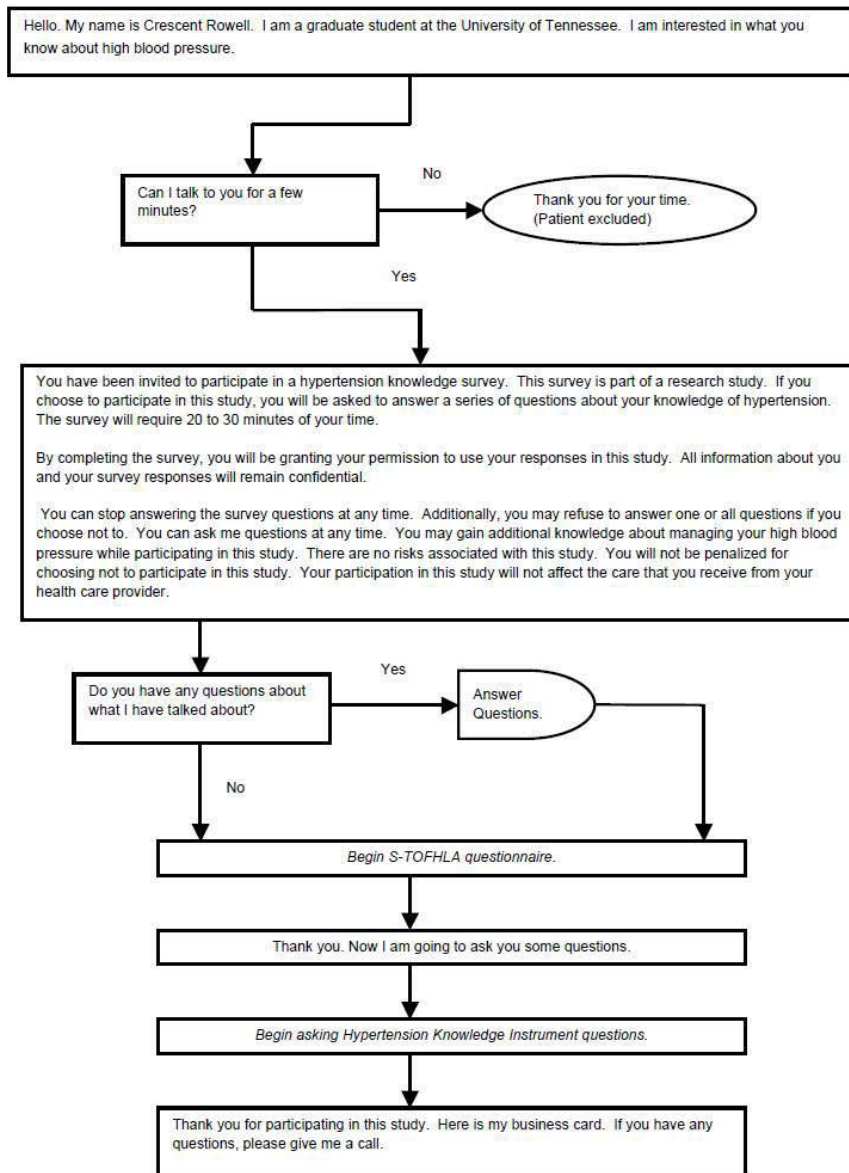 Hello. My name is Crescent Rowell.  I am a graduate student at the University of Tennessee.  I am interested in what you
know about high blood pressure.
Can I talk to you for a few
minutes?
No
Thank you for your time.
(Patient excluded)
Yes
You have been invited to participate in a hypertension knowledge survey.  This survey is part of a research study.  If you
choose to participate in this study, you will be asked to answer a series of questions about your knowledge of hypertension.
The survey will require 20 to 30 minutes of your time.
By completing the survey, you will be granting your permission to use your responses in this study.  All information about you
and your survey responses will remain confidential.
You can stop answering the survey questions at any time.  Additionally, you may refuse to answer one or all questions if you
choose not to.  You can ask me questions at any time.  You may gain additional knowledge about managing your high blood
pressure while participating in this study.  There are no risks associated with this study.  You will not be penalized for
choosing not to participate in this study.  Your participation in this study will not affect the care that you receive from your
health care provider.
Do you have any questions about
what I have talked about?
Yes
Answer
Questions.
No
Begin S-TOFHLA questionnaire.
Thank you. Now I am going to ask you some questions.
Begin asking Hypertension Knowledge Instrument questions.
Thank you for participating in this study.  Here is my business card.  If you have any
questions, please give me a call.